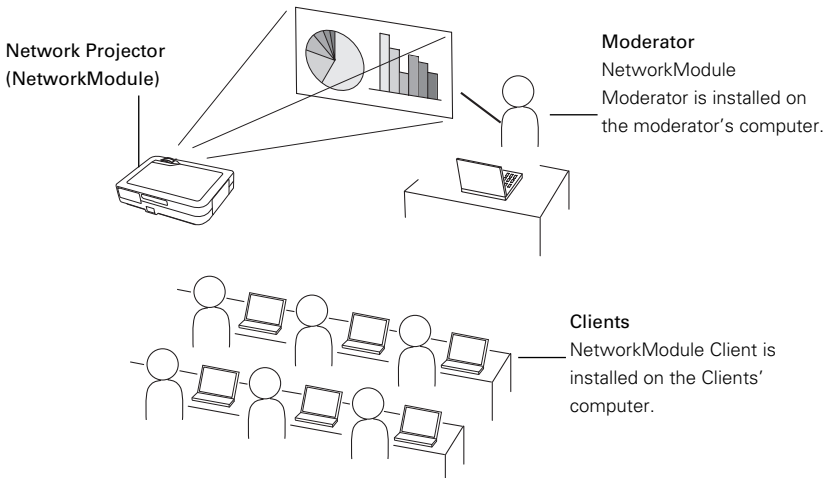 Network Projector
(NetworkModule)
Moderator
NetworkModule
Moderator is installed on
the moderator's computer.
Clients
NetworkModule Client is
installed on the Clients'
computer.